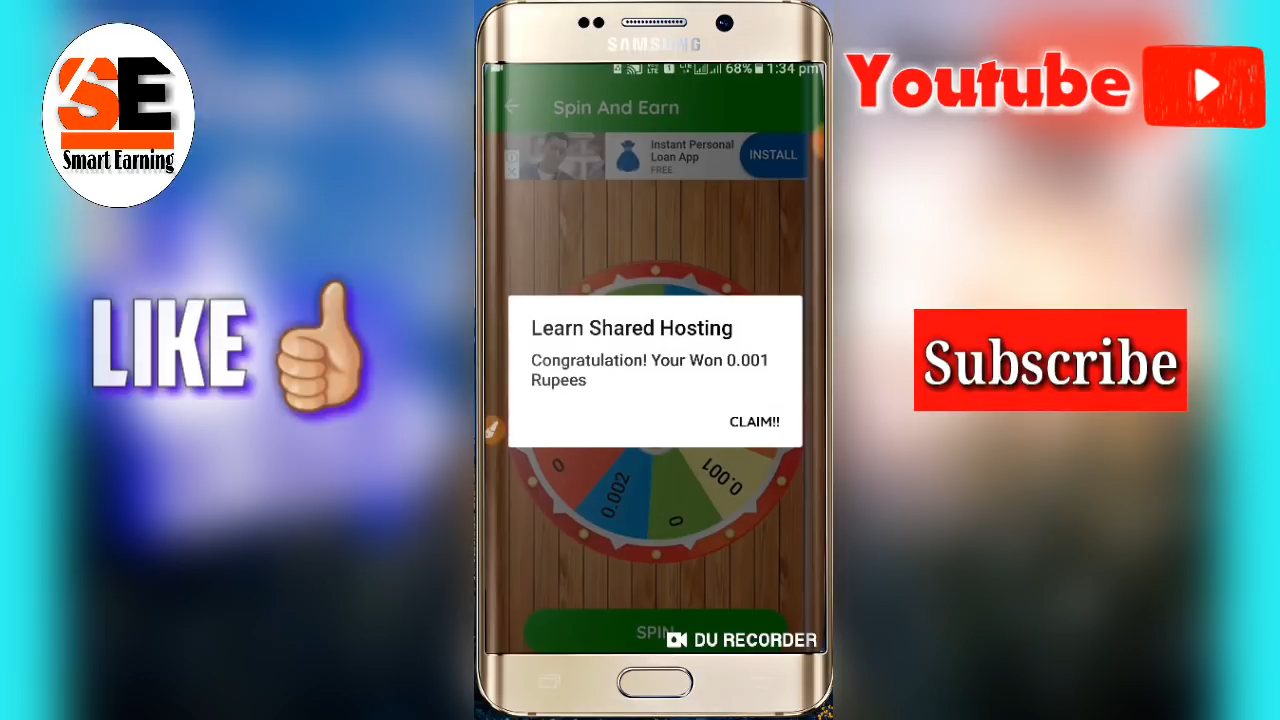 SE
Smart Earning
LIKE
SAMSUNG
68% 1:34 pm
Spin And Earn
Instant Personal
Loan App
FREE
INSTALL
Learn Shared Hosting
Congratulation! Your Won 0.001
Rupees
CLAIM!!
0
0.002
0
0.001
SPIN
DU RECORDER
Youtube
Subscribe